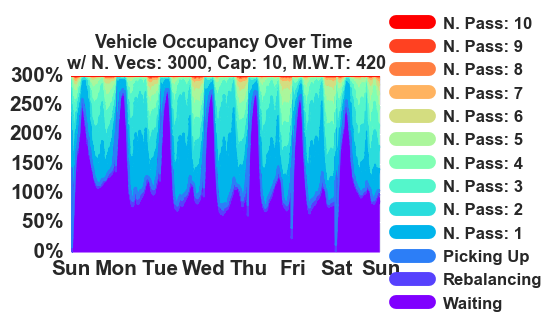 Vehicle Occupancy Over Time
w/ N. Vecs: 3000, Cap: 10, M.W.T: 420
300%
250%
200%
150%
100%
50%
0%
Sun Mon Tue Wed Thu Fri Sat Sun
N. Pass: 10
N. Pass: 9
N. Pass: 8
N. Pass: 7
N. Pass: 6
N. Pass: 5
N. Pass: 4
N. Pass: 3
N. Pass: 2
N. Pass: 1
Picking Up
Rebalancing
Waiting